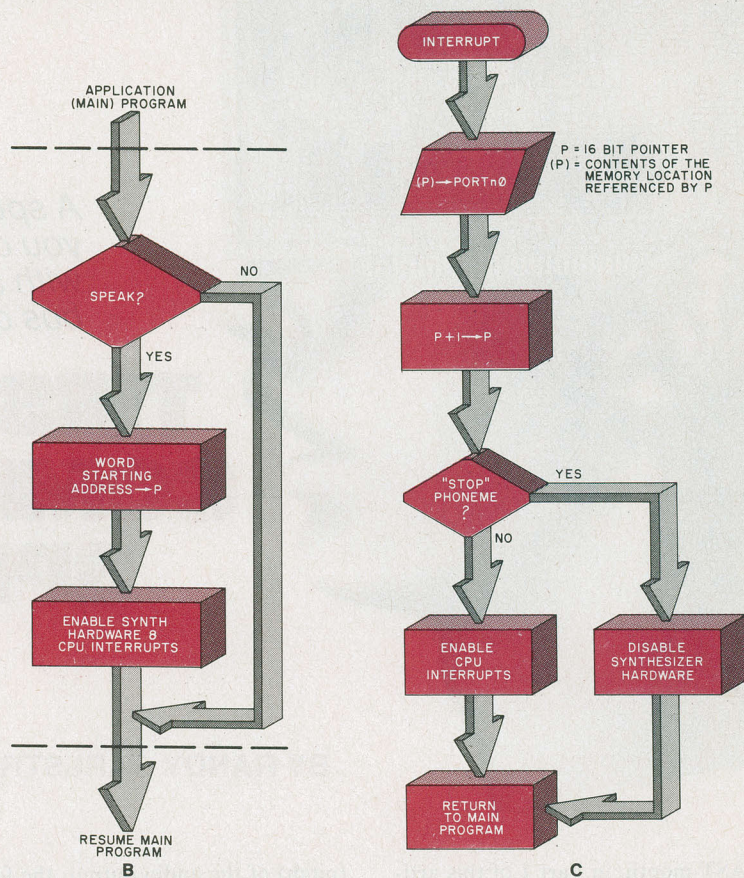 APPLICATION
(MAIN) PROGRAM
SPEAK?
NO
YES
WORD
STARTING
ADDRESS→P
ENABLE SYNTH
HARDWARE &
CPU INTERRUPTS
RESUME MAIN
PROGRAM
B
INTERRUPT
(P)→PORTnØ
P = 16 BIT POINTER
(P) = CONTENTS OF THE
MEMORY LOCATION
REFERENCED BY P
P+1→P
"STOP"
PHONEME
?
YES
NO
ENABLE
CPU
INTERRUPTS
DISABLE
SYNTHESIZER
HARDWARE
RETURN
TO MAIN
PROGRAM
C